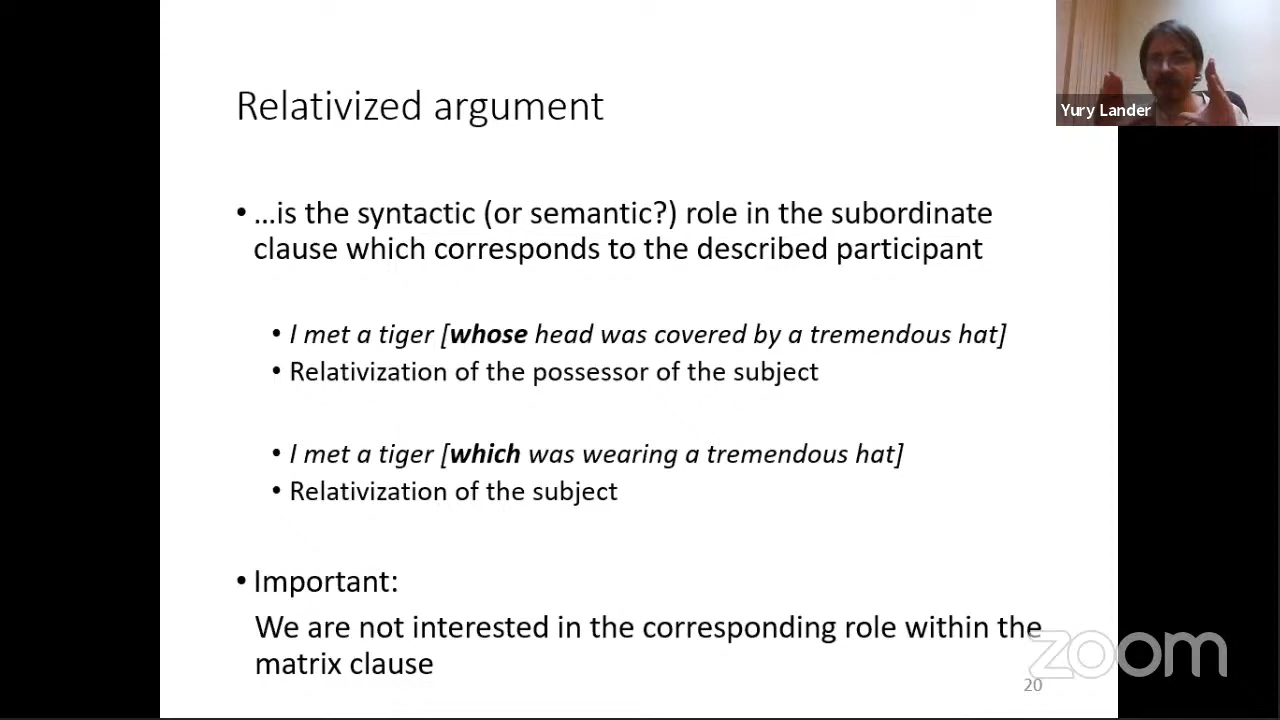 Yury Lander
Relativized argument
• …is the syntactic (or semantic?) role in the subordinate
clause which corresponds to the described participant
• I met a tiger [whose head was covered by a tremendous hat]
• Relativization of the possessor of the subject
• I met a tiger [which was wearing a tremendous hat]
• Relativization of the subject
• Important:
We are not interested in the corresponding role within the
matrix clause
zoom
20